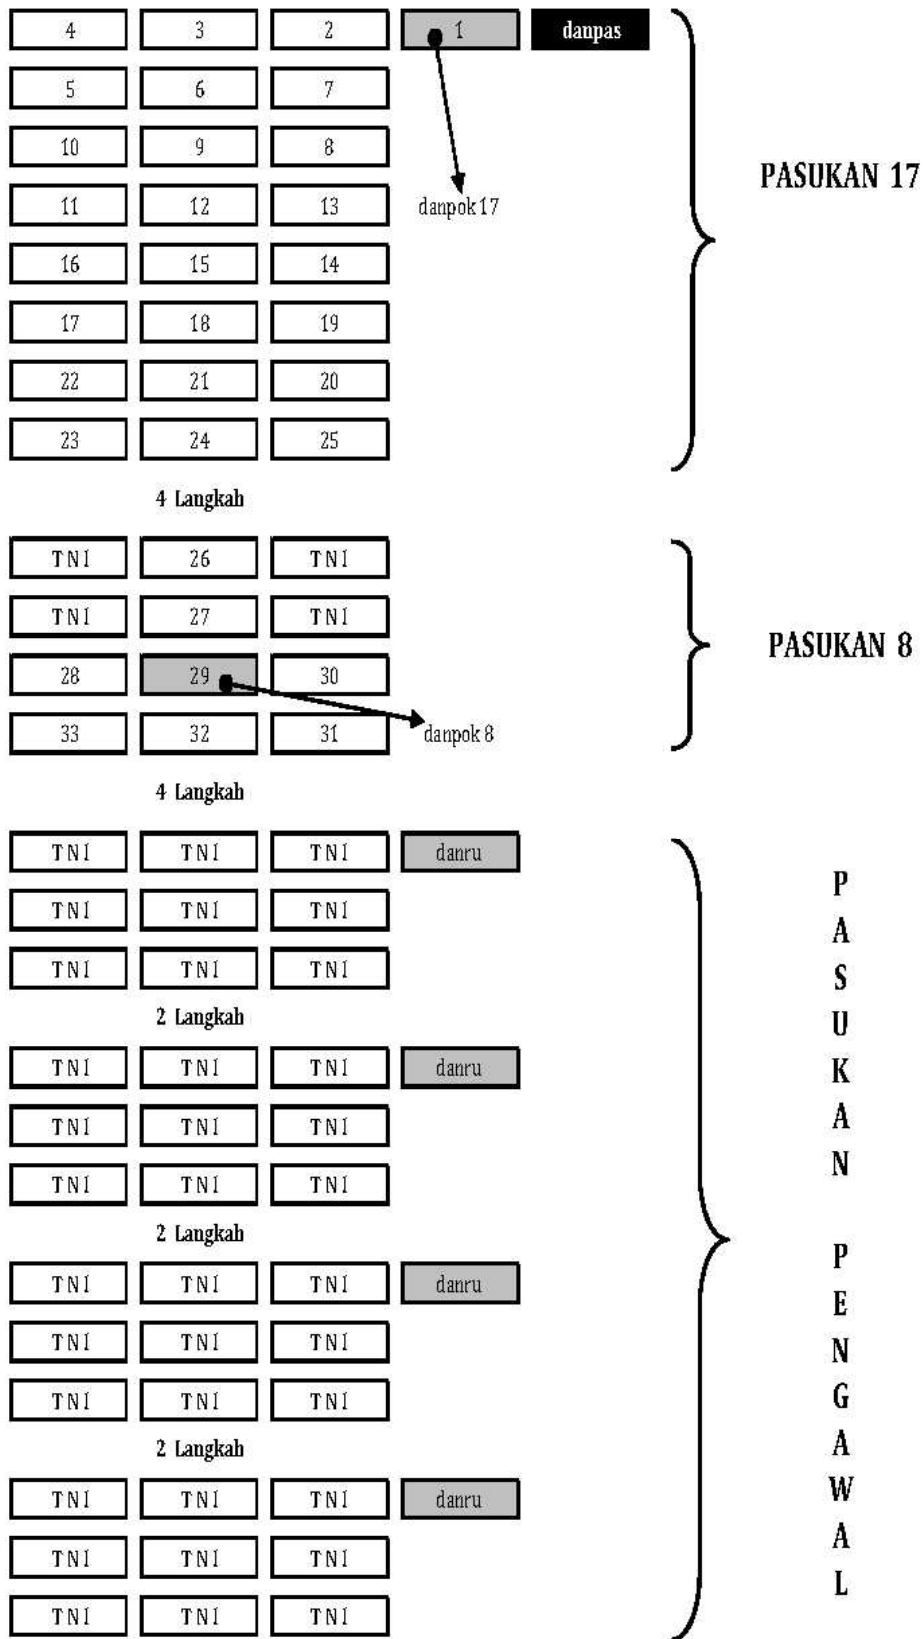 4 3 2 1 danpas
5 6 7
10 9 8
11 12 13 danpok17
16 15 14
17 18 19
22 21 20
23 24 25
PASUKAN 17
4 Langkah
TNI 26 TNI
TNI 27 TNI
28 29 30
33 32 31 danpok 8
PASUKAN 8
4 Langkah
TNI TNI TNI danru
TNI TNI TNI
TNI TNI TNI
2 Langkah
TNI TNI TNI danru
TNI TNI TNI
TNI TNI TNI
2 Langkah
TNI TNI TNI danru
TNI TNI TNI
TNI TNI TNI
2 Langkah
TNI TNI TNI danru
TNI TNI TNI
TNI TNI TNI
PASUKAN PENGAWAL